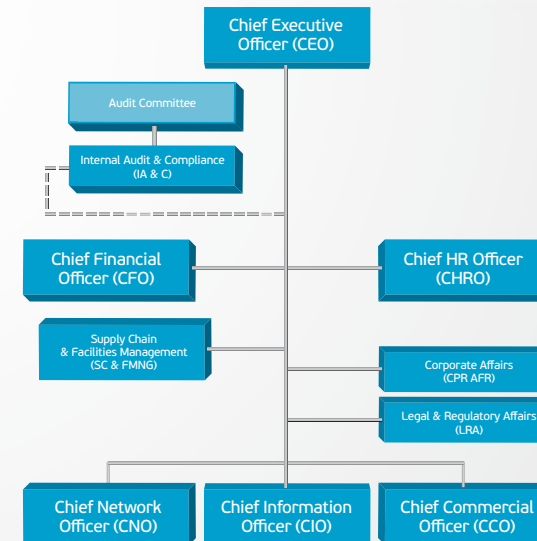 Chief Executive
Officer (CEO)
Audit Committee
Internal Audit & Compliance
(IA & C)
Chief Financial
Officer (CFO)
Chief HR Officer
(CHRO)
Supply Chain
& Facilities Management
(SC & FMNG)
Corporate Affairs
(CPR AFR)
Legal & Regulatory Affairs
(LRA)
Chief Network
Officer (CNO)
Chief Information
Officer (CIO)
Chief Commercial
Officer (CCO)